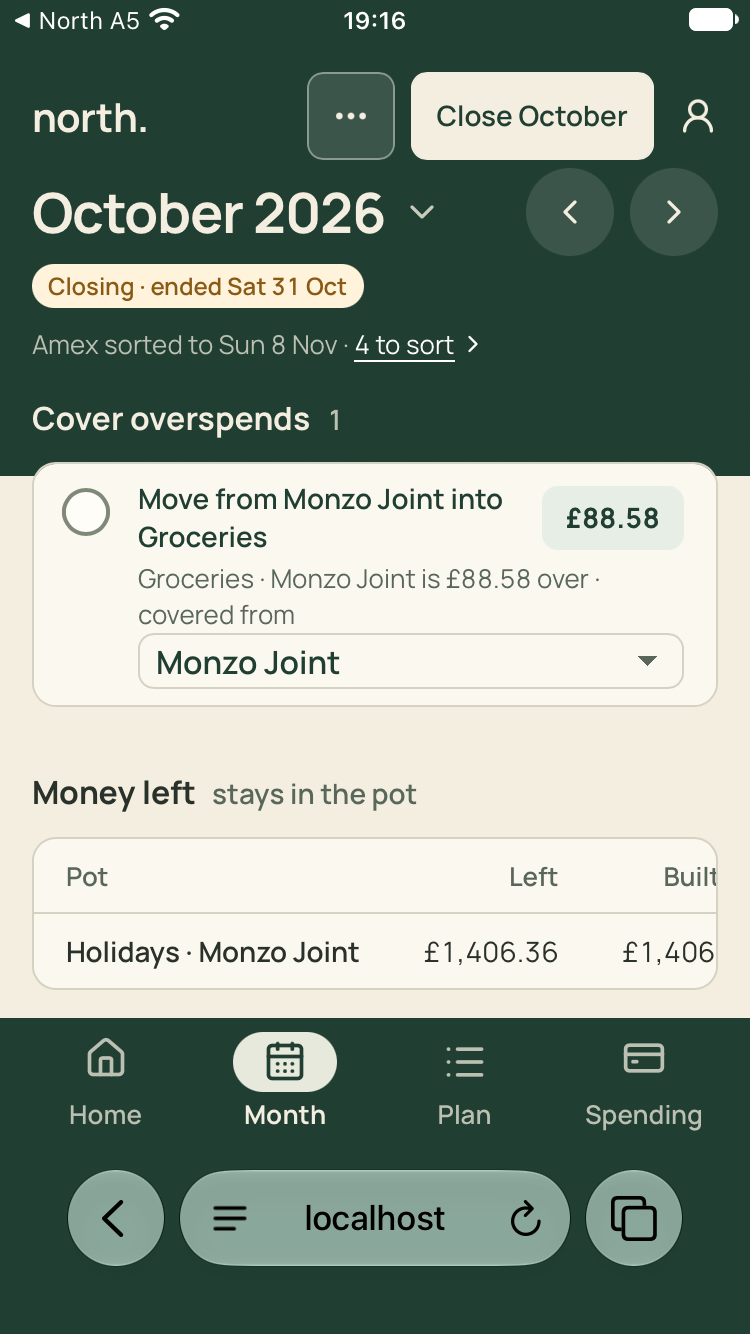 North A5
19:16
north.
Close October
October 2026
Closing · ended Sat 31 Oct
Amex sorted to Sun 8 Nov · 4 to sort
Cover overspends 1
Move from Monzo Joint into
Groceries
£88.58
Groceries · Monzo Joint is £88.58 over ·
covered from
Monzo Joint
Money left stays in the pot
Pot Left Built
Holidays · Monzo Joint £1,406.36 £1,406
Home Month Plan Spending
localhost